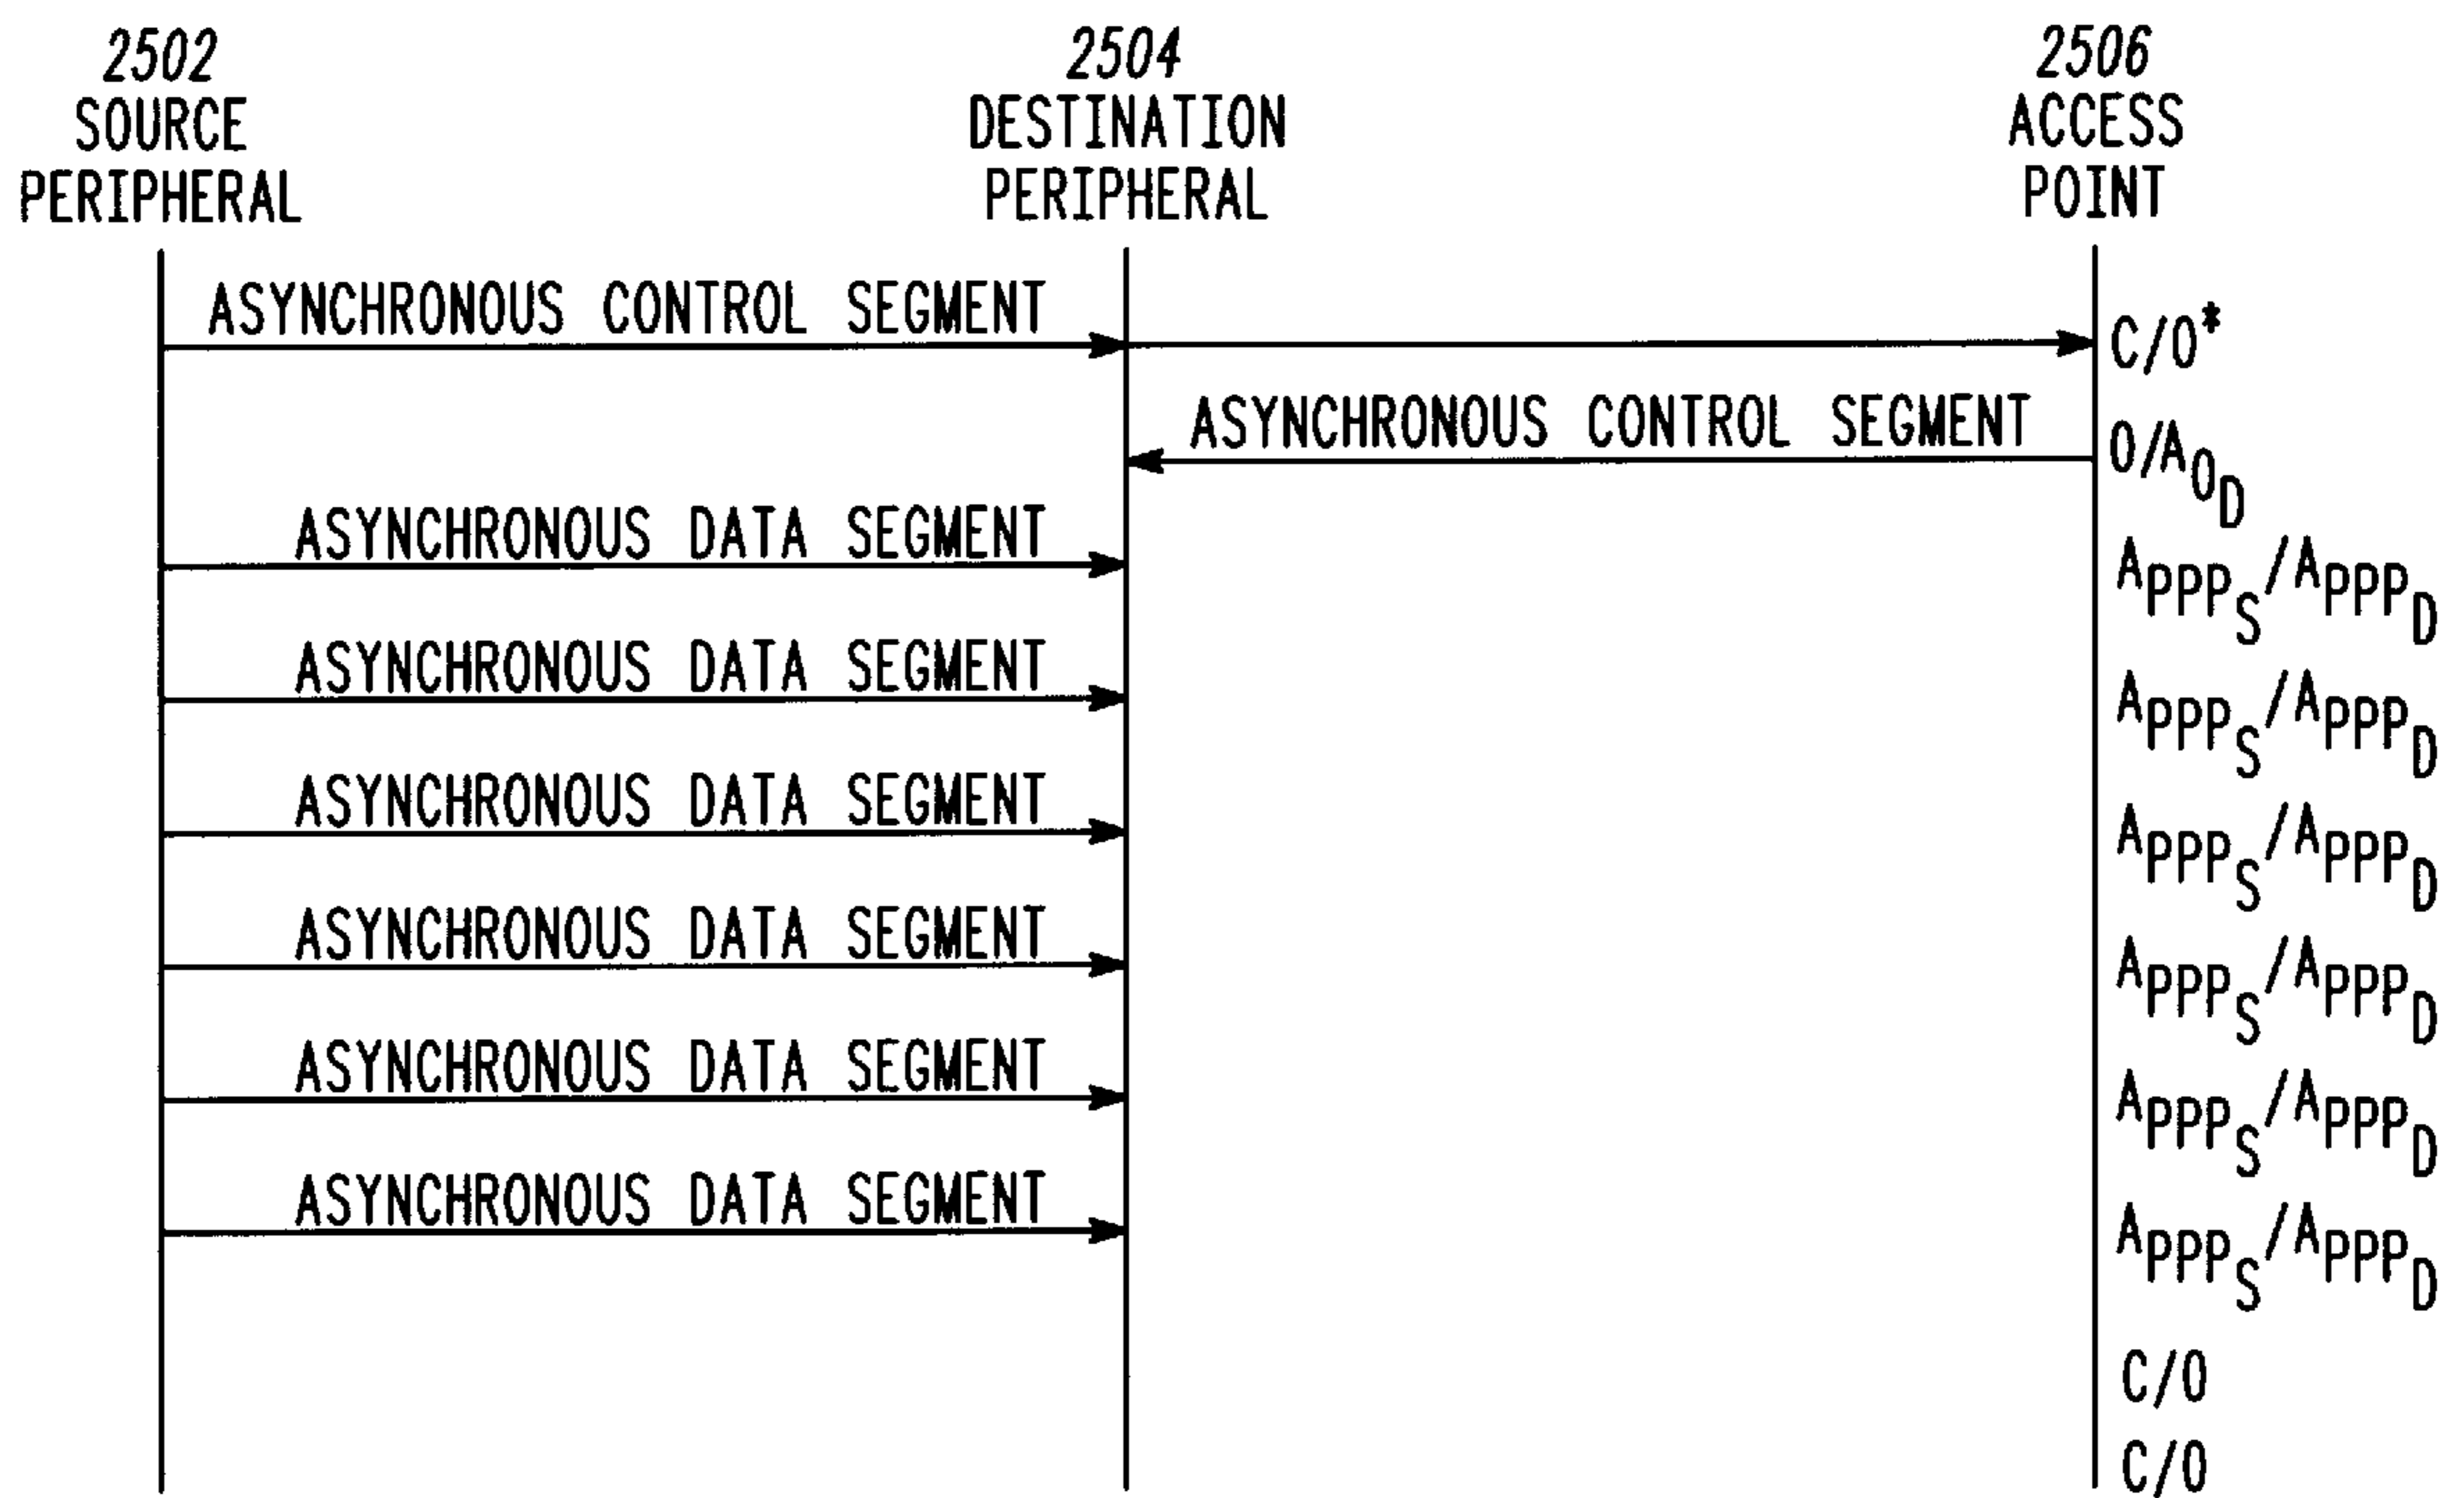 2502 2504 2506
SOURCE DESTINATION ACCESS
PERIPHERAL PERIPHERAL POINT
ASYNCHRONOUS CONTROL SEGMENT C/0*
ASYNCHRONOUS CONTROL SEGMENT 0/A0D
ASYNCHRONOUS DATA SEGMENT APPPS/APPPD
ASYNCHRONOUS DATA SEGMENT APPPS/APPPD
ASYNCHRONOUS DATA SEGMENT APPPS/APPPD
ASYNCHRONOUS DATA SEGMENT APPPS/APPPD
ASYNCHRONOUS DATA SEGMENT APPPS/APPPD
ASYNCHRONOUS DATA SEGMENT APPPS/APPPD
C/0
C/0